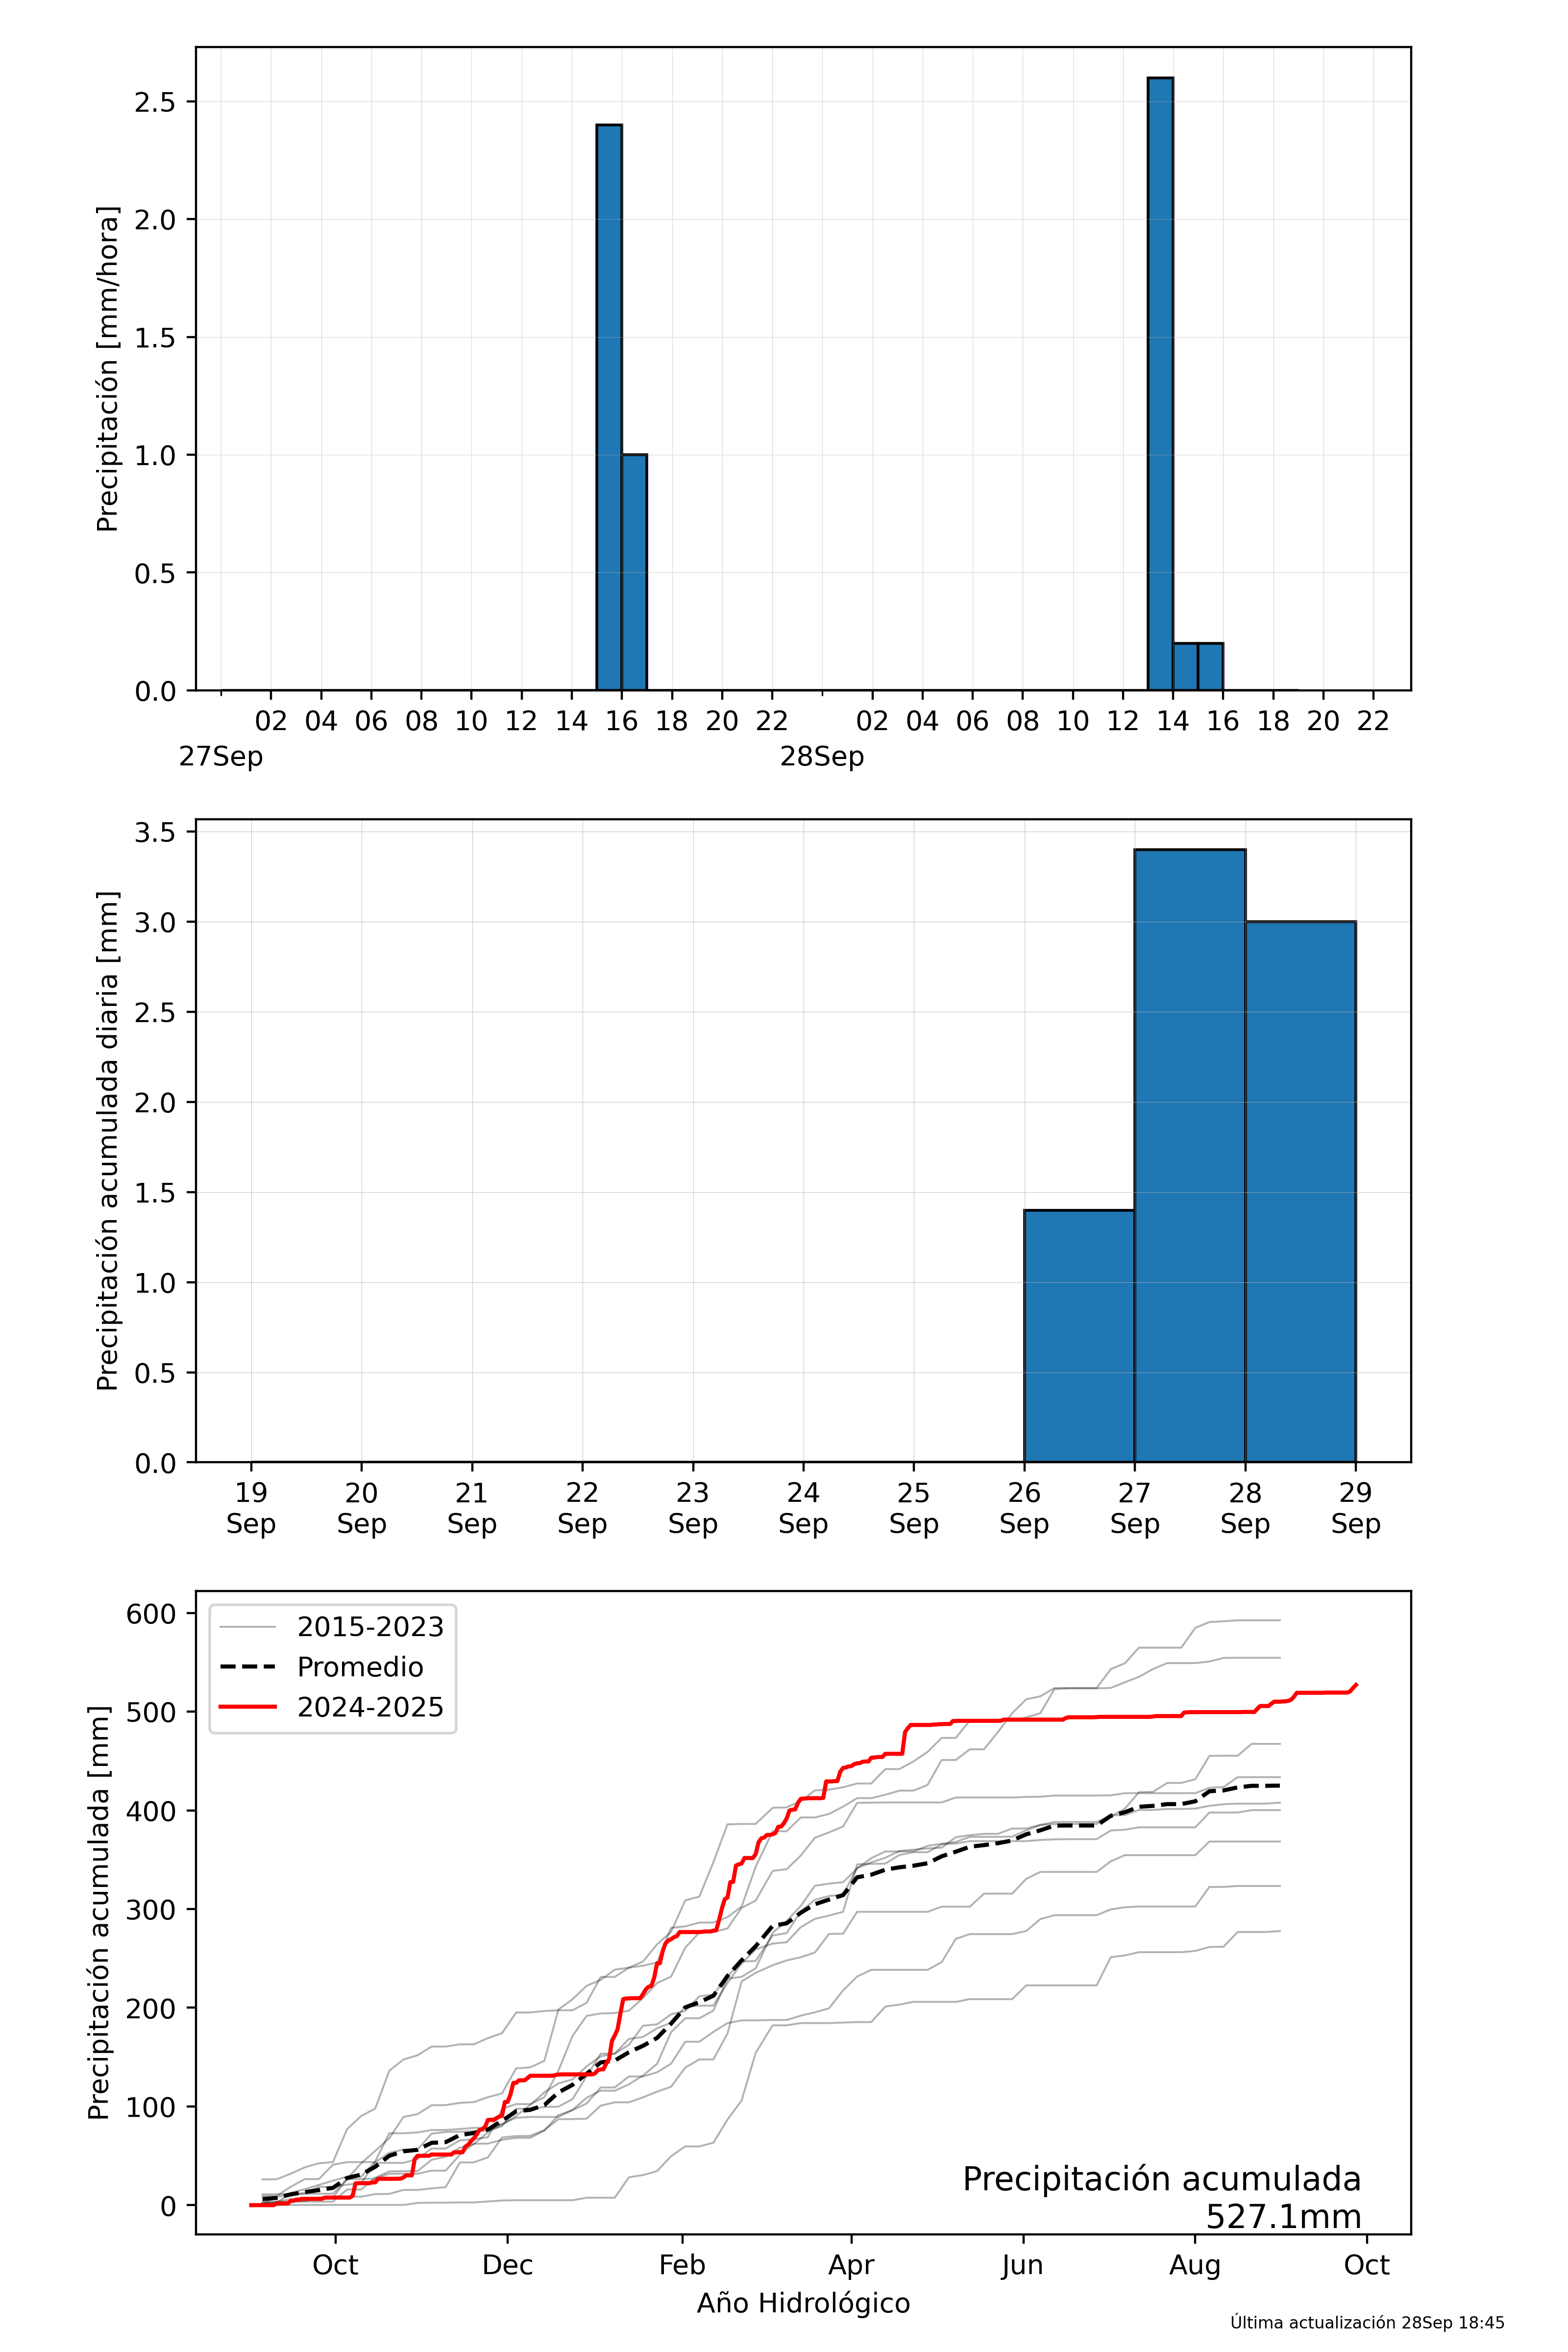 Precipitación [mm/hora]
2.5
2.0
1.5
1.0
0.5
0.0
02 04 06 08 10 12 14 16 18 20 22 02 04 06 08 10 12 14 16 18 20 22
27Sep 28Sep
Precipitación acumulada diaria [mm]
3.5
3.0
2.5
2.0
1.5
1.0
0.5
0.0
19 20 21 22 23 24 25 26 27 28 29
Sep Sep Sep Sep Sep Sep Sep Sep Sep Sep Sep
Precipitación acumulada [mm]
600
500
400
300
200
100
0
2015-2023
Promedio
2024-2025
Precipitación acumulada
527.1mm
Oct Dec Feb Apr Jun Aug Oct
Año Hidrológico
Última actualización 28Sep 18:45